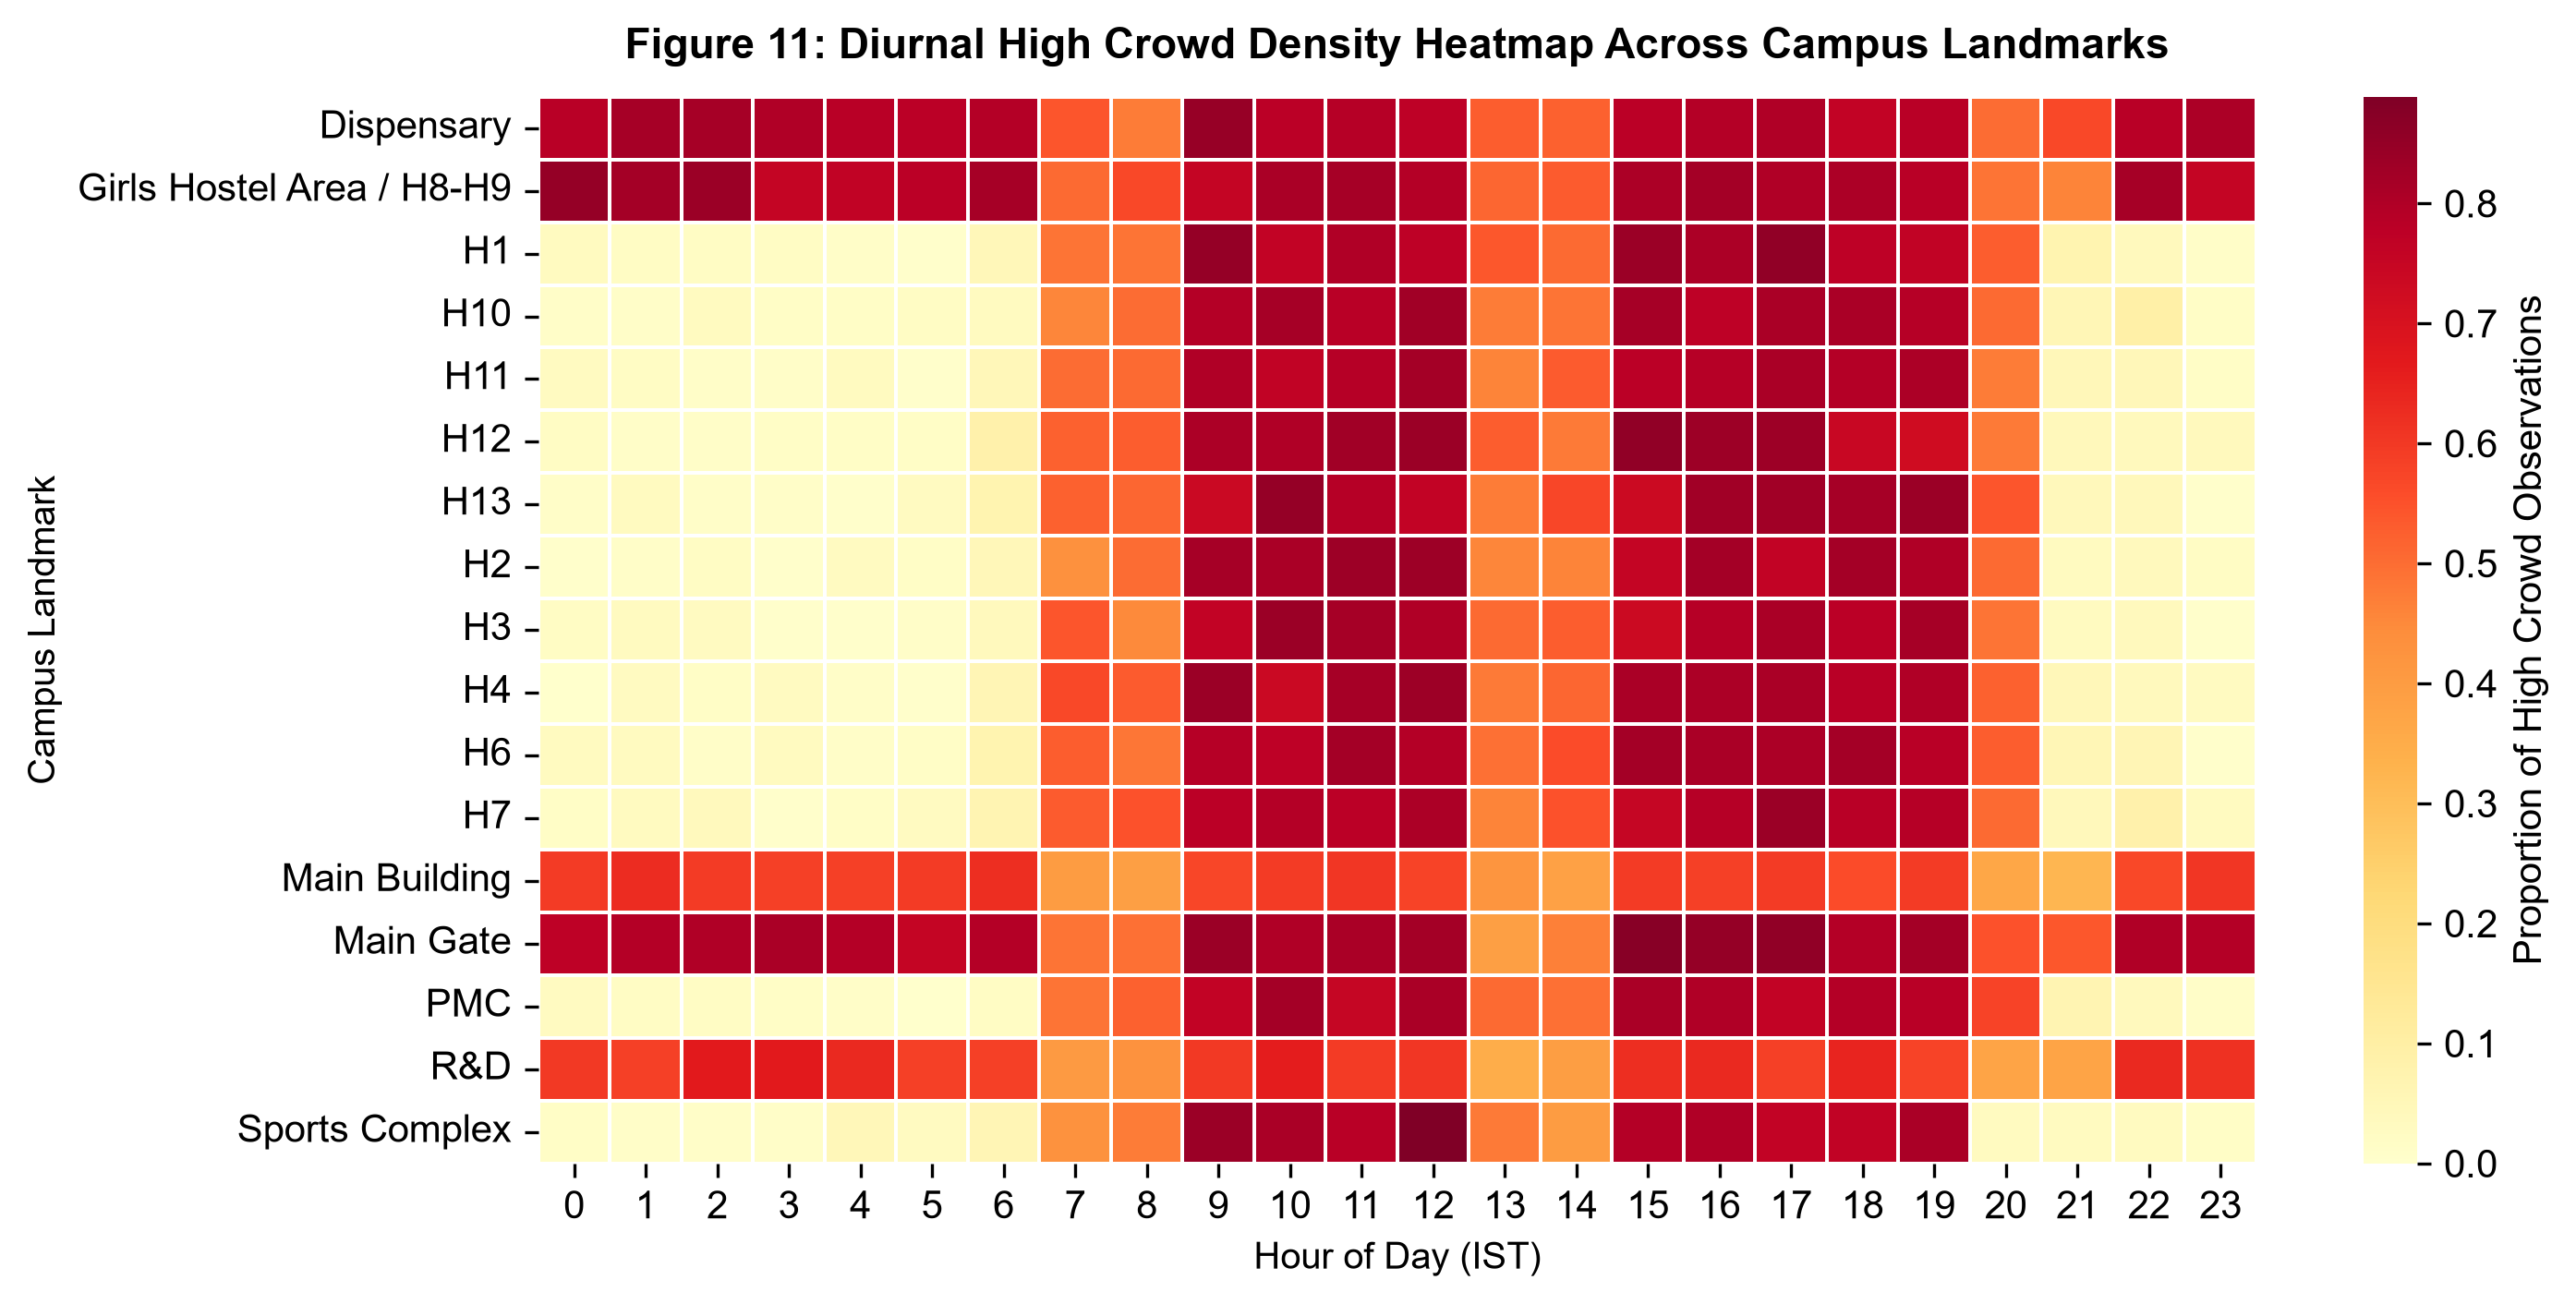 Figure 11: Diurnal High Crowd Density Heatmap Across Campus Landmarks
Campus Landmark
Dispensary
Girls Hostel Area / H8-H9
H1
H10
H11
H12
H13
H2
H3
H4
H6
H7
Main Building
Main Gate
PMC
R&D
Sports Complex
0 1 2 3 4 5 6 7 8 9 10 11 12 13 14 15 16 17 18 19 20 21 22 23
Hour of Day (IST)
0.8
0.7
0.6
0.5
0.4
0.3
0.2
0.1
0.0
Proportion of High Crowd Observations